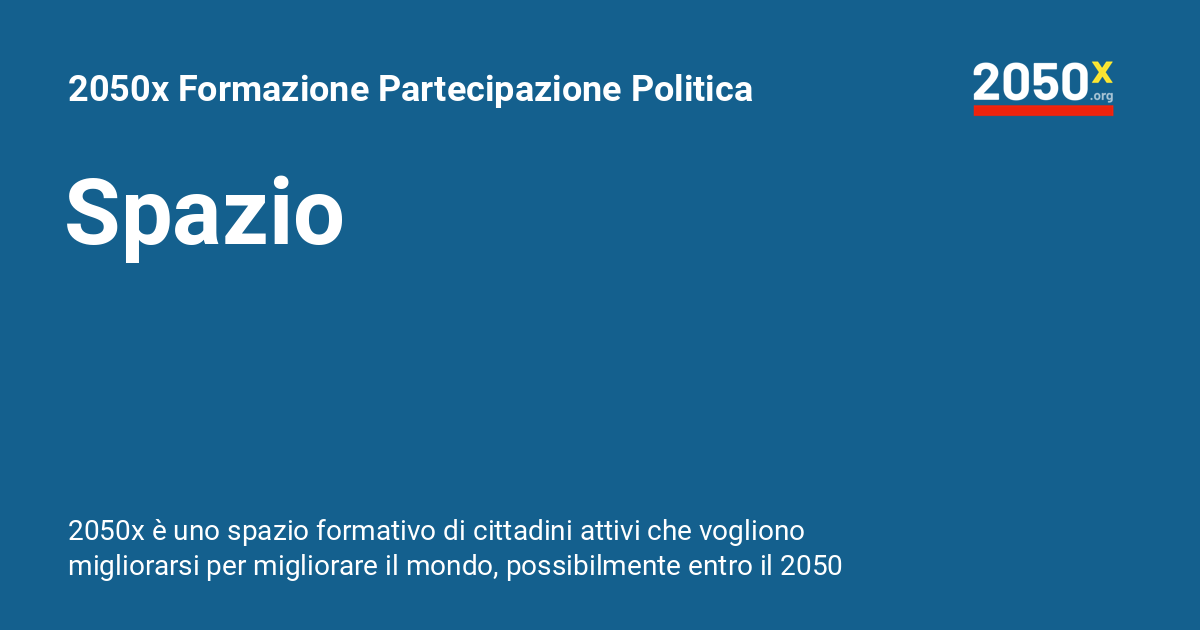 2050x Formazione Partecipazione Politica
2050x
.org
Spazio
2050x è uno spazio formativo di cittadini attivi che vogliono
migliorarsi per migliorare il mondo, possibilmente entro il 2050